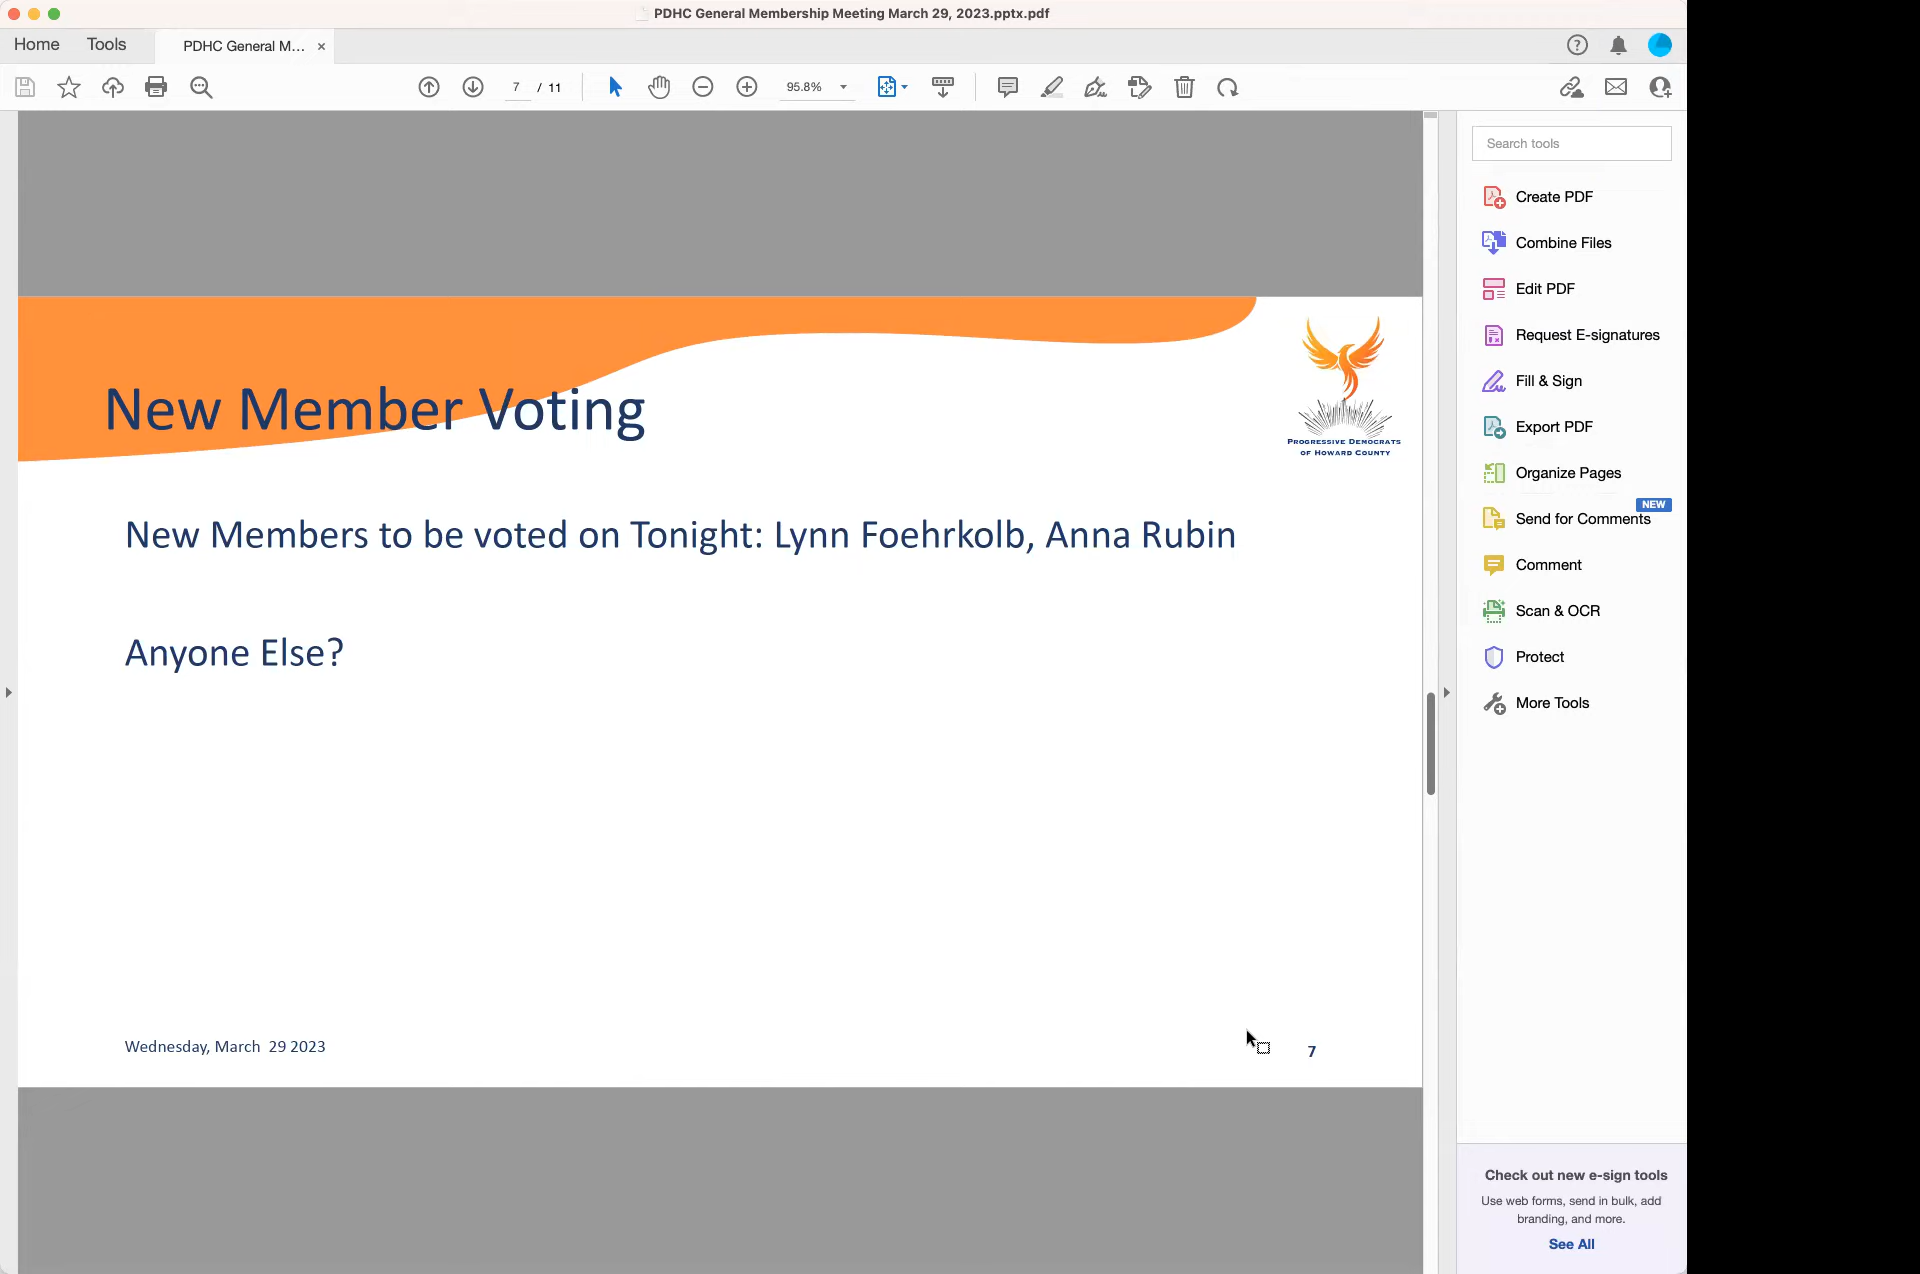 PDHC General Membership Meeting March 29, 2023.pptx.pdf
Home Tools PDHC General M... ×
7 / 11 95.8%
Search tools
Create PDF
Combine Files
Edit PDF
Request E-signatures
Fill & Sign
Export PDF
Organize Pages
NEW
Send for Comments
Comment
Scan & OCR
Protect
More Tools
New Member Voting
PROGRESSIVE DEMOCRATS
OF HOWARD COUNTY
New Members to be voted on Tonight: Lynn Foehrkolb, Anna Rubin
Anyone Else?
Wednesday, March 29 2023
7
Check out new e-sign tools
Use web forms, send in bulk, add
branding, and more.
See All